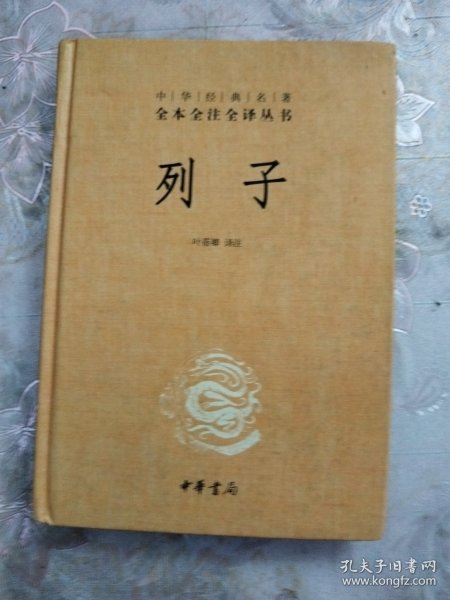 中|华|经|典|名|著
全本全注全译丛书
列子
叶蓓卿 译注
中華書局
孔夫子旧书网
www.kongfz.com